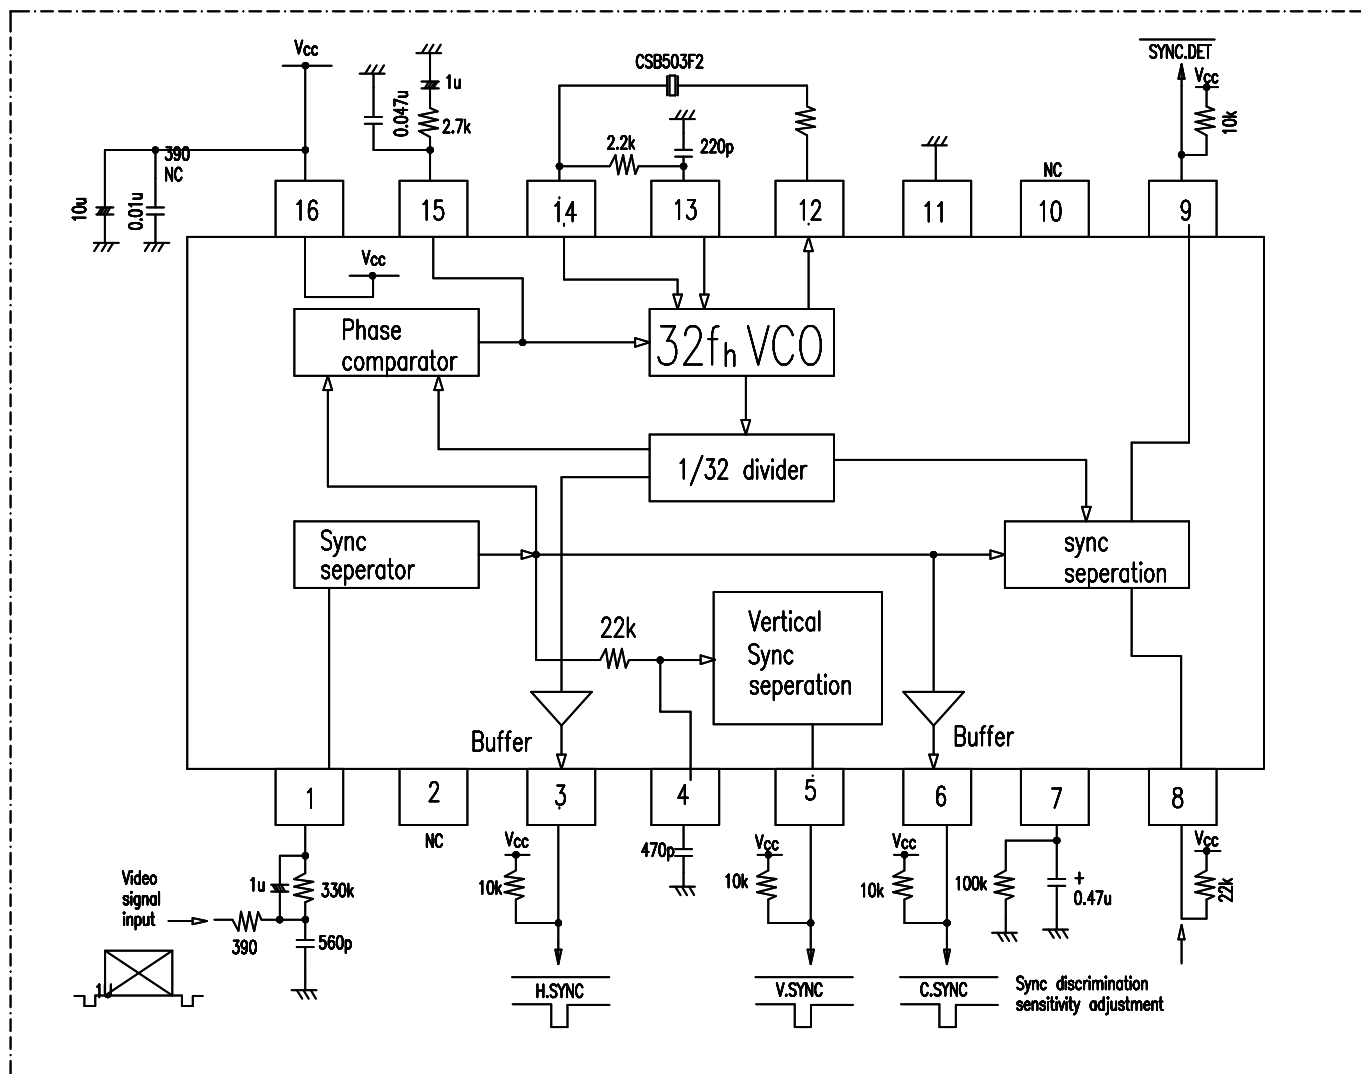 Vcc
1u
0.047u
2.7k
CSB503F2
2.2k
220p
SYNC.DET
Vcc
10k
390
NC
NC
10u
0.01u
16
15
14
13
12
11
10
9
Vcc
Phase
comparator
32fh VCO
1/32 divider
Sync
seperator
sync
seperation
22k
Vertical
Sync
seperation
Buffer
Buffer
1
2
3
4
5
6
7
8
NC
Vcc
10k
470p
Vcc
10k
Vcc
10k
100k
+
0.47u
Vcc
22k
Video
signal
input
1u
330k
390
560p
H.SYNC
V.SYNC
C.SYNC
Sync discrimination
sensitivity adjustment